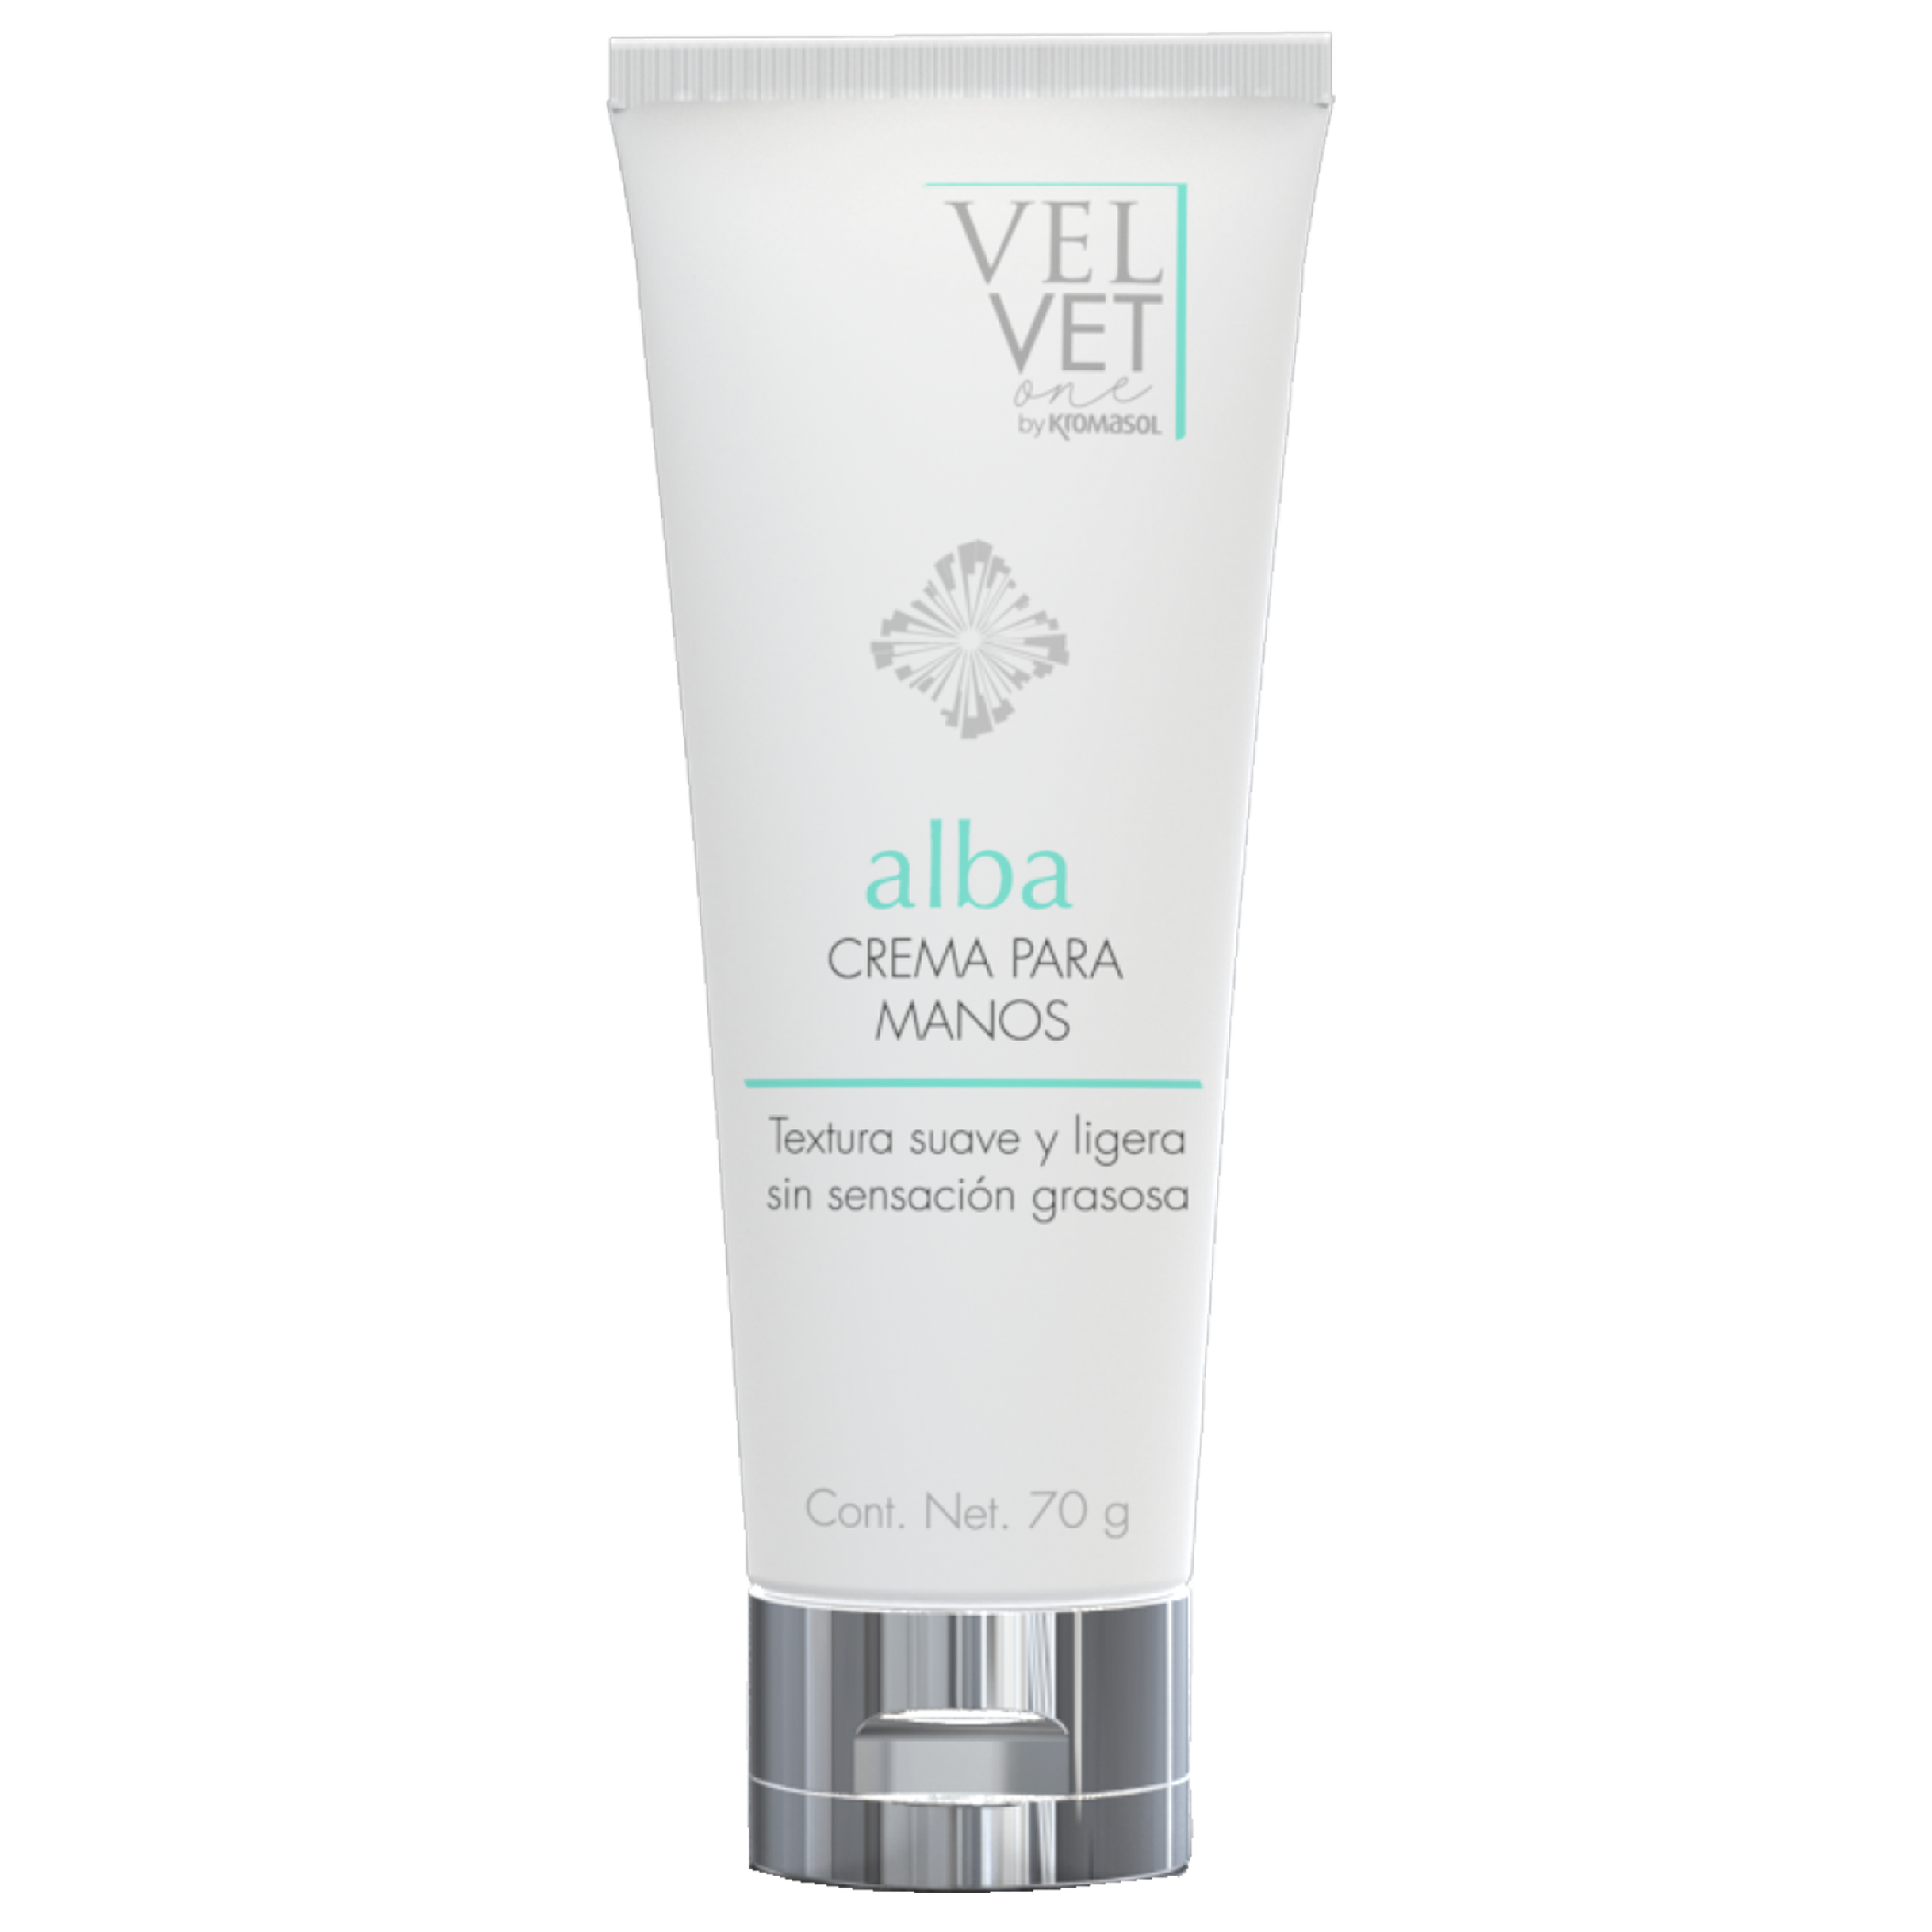 VEL
VET
one
by KromasoL
alba
CREMA PARA
MANOS
Textura suave y ligera
sin sensación grasosa
Cont. Net. 70 g